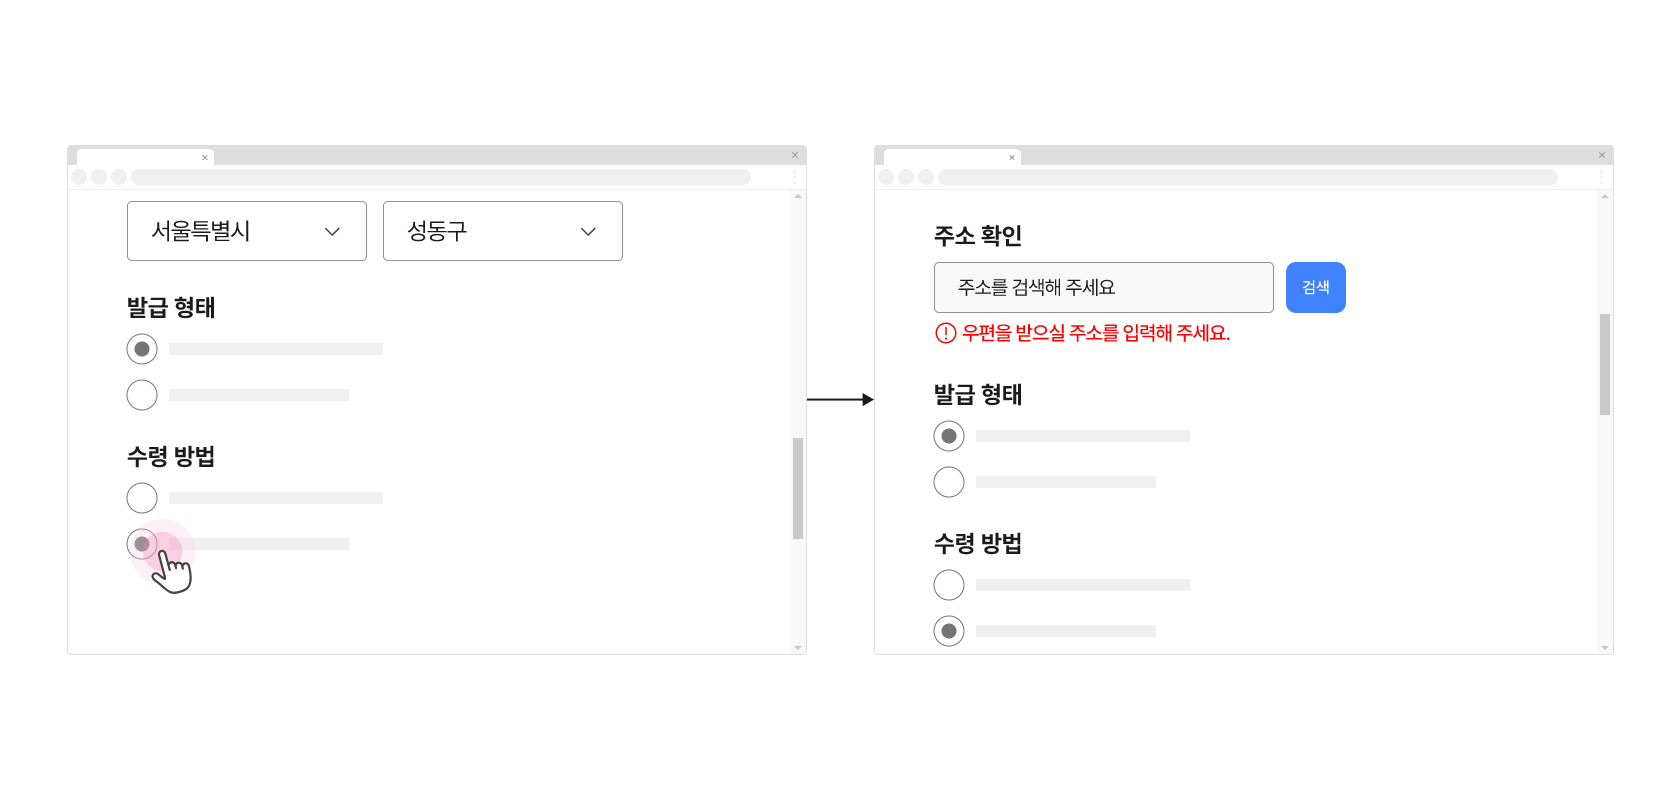 서울특별시
성동구
발급 형태
수령 방법
주소 확인
주소를 검색해 주세요
검색
우편을 받으실 주소를 입력해 주세요.
발급 형태
수령 방법